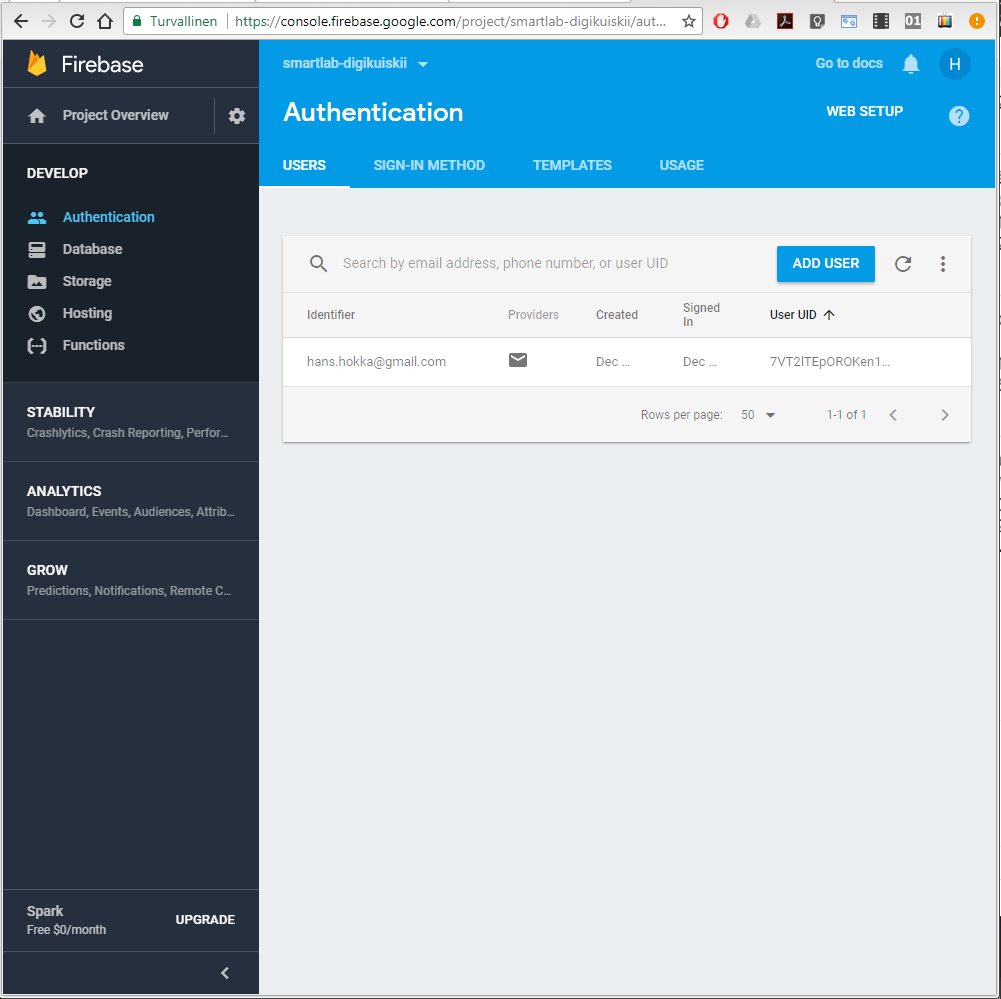 Turvallinen https://console.firebase.google.com/project/smartlab-digikuiskii/aut...
01
Firebase
smartlab-digikuiskii
Go to docs
H
Project Overview
Authentication
WEB SETUP
?
USERS SIGN-IN METHOD TEMPLATES USAGE
DEVELOP
Authentication
Database
Storage
Hosting
Functions
STABILITY
Crashlytics, Crash Reporting, Perfor...
ANALYTICS
Dashboard, Events, Audiences, Attrib...
GROW
Predictions, Notifications, Remote C...
Spark
Free $0/month
UPGRADE
Search by email address, phone number, or user UID
ADD USER
Identifier Providers Created Signed In User UID
hans.hokka@gmail.com Dec ... Dec ... 7VT2lTEpOROKen1...
Rows per page: 50 1-1 of 1